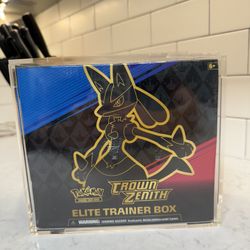 6+
Pokémon
CROWN
ZENITH
ELITE TRAINER BOX
WARNING: